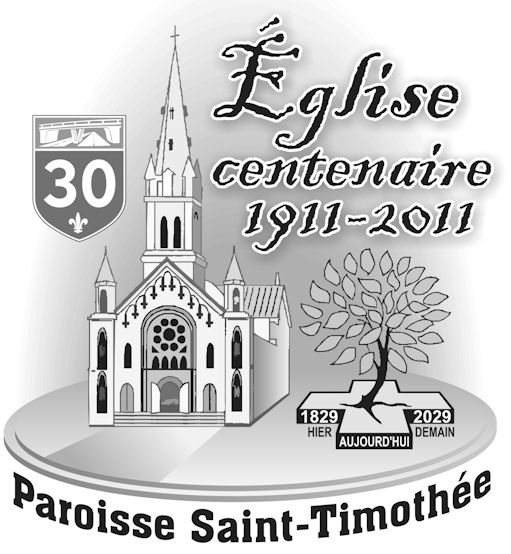 Église
centenaire
1911-2011
30
1829 2029
HIER DEMAIN
AUJOURD'HUI
Paroisse Saint-Timothée